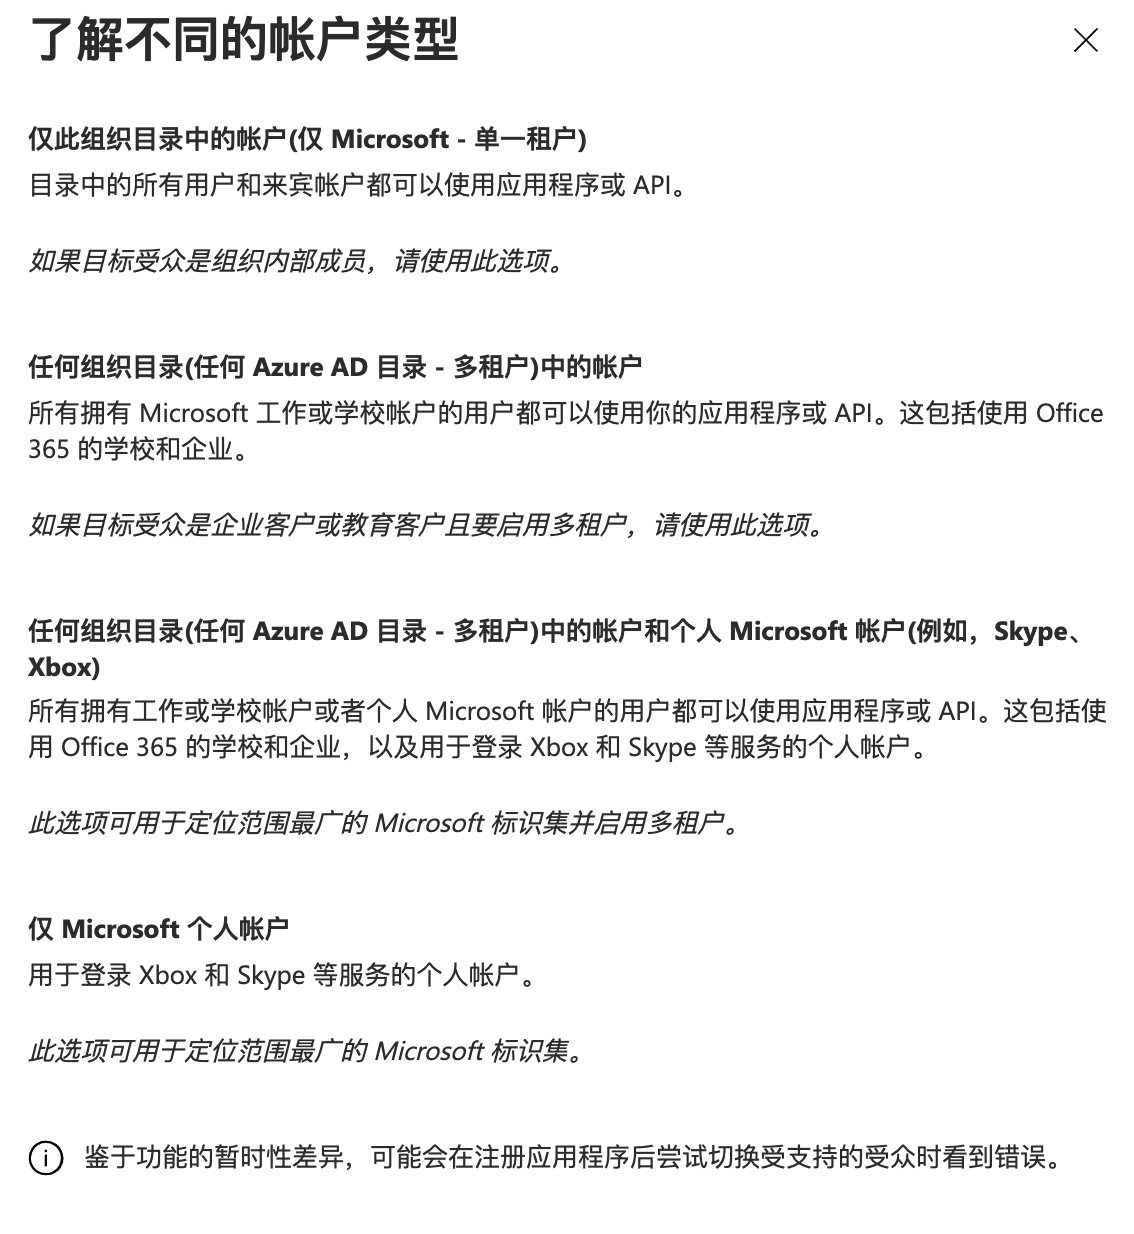 了解不同的帐户类型
仅此组织目录中的帐户(仅 Microsoft - 单一租户)
目录中的所有用户和来宾帐户都可以使用应用程序或 API。
如果目标受众是组织内部成员，请使用此选项。
任何组织目录(任何 Azure AD 目录 - 多租户)中的帐户
所有拥有 Microsoft 工作或学校帐户的用户都可以使用你的应用程序或 API。这包括使用 Office
365 的学校和企业。
如果目标受众是企业客户或教育客户且要启用多租户，请使用此选项。
任何组织目录(任何 Azure AD 目录 - 多租户)中的帐户和个人 Microsoft 帐户(例如，Skype、
Xbox)
所有拥有工作或学校帐户或者个人 Microsoft 帐户的用户都可以使用应用程序或 API。这包括使
用 Office 365 的学校和企业，以及用于登录 Xbox 和 Skype 等服务的个人帐户。
此选项可用于定位范围最广的 Microsoft 标识集并启用多租户。
仅 Microsoft 个人帐户
用于登录 Xbox 和 Skype 等服务的个人帐户。
此选项可用于定位范围最广的 Microsoft 标识集。
鉴于功能的暂时性差异，可能会在注册应用程序后尝试切换受支持的受众时看到错误。